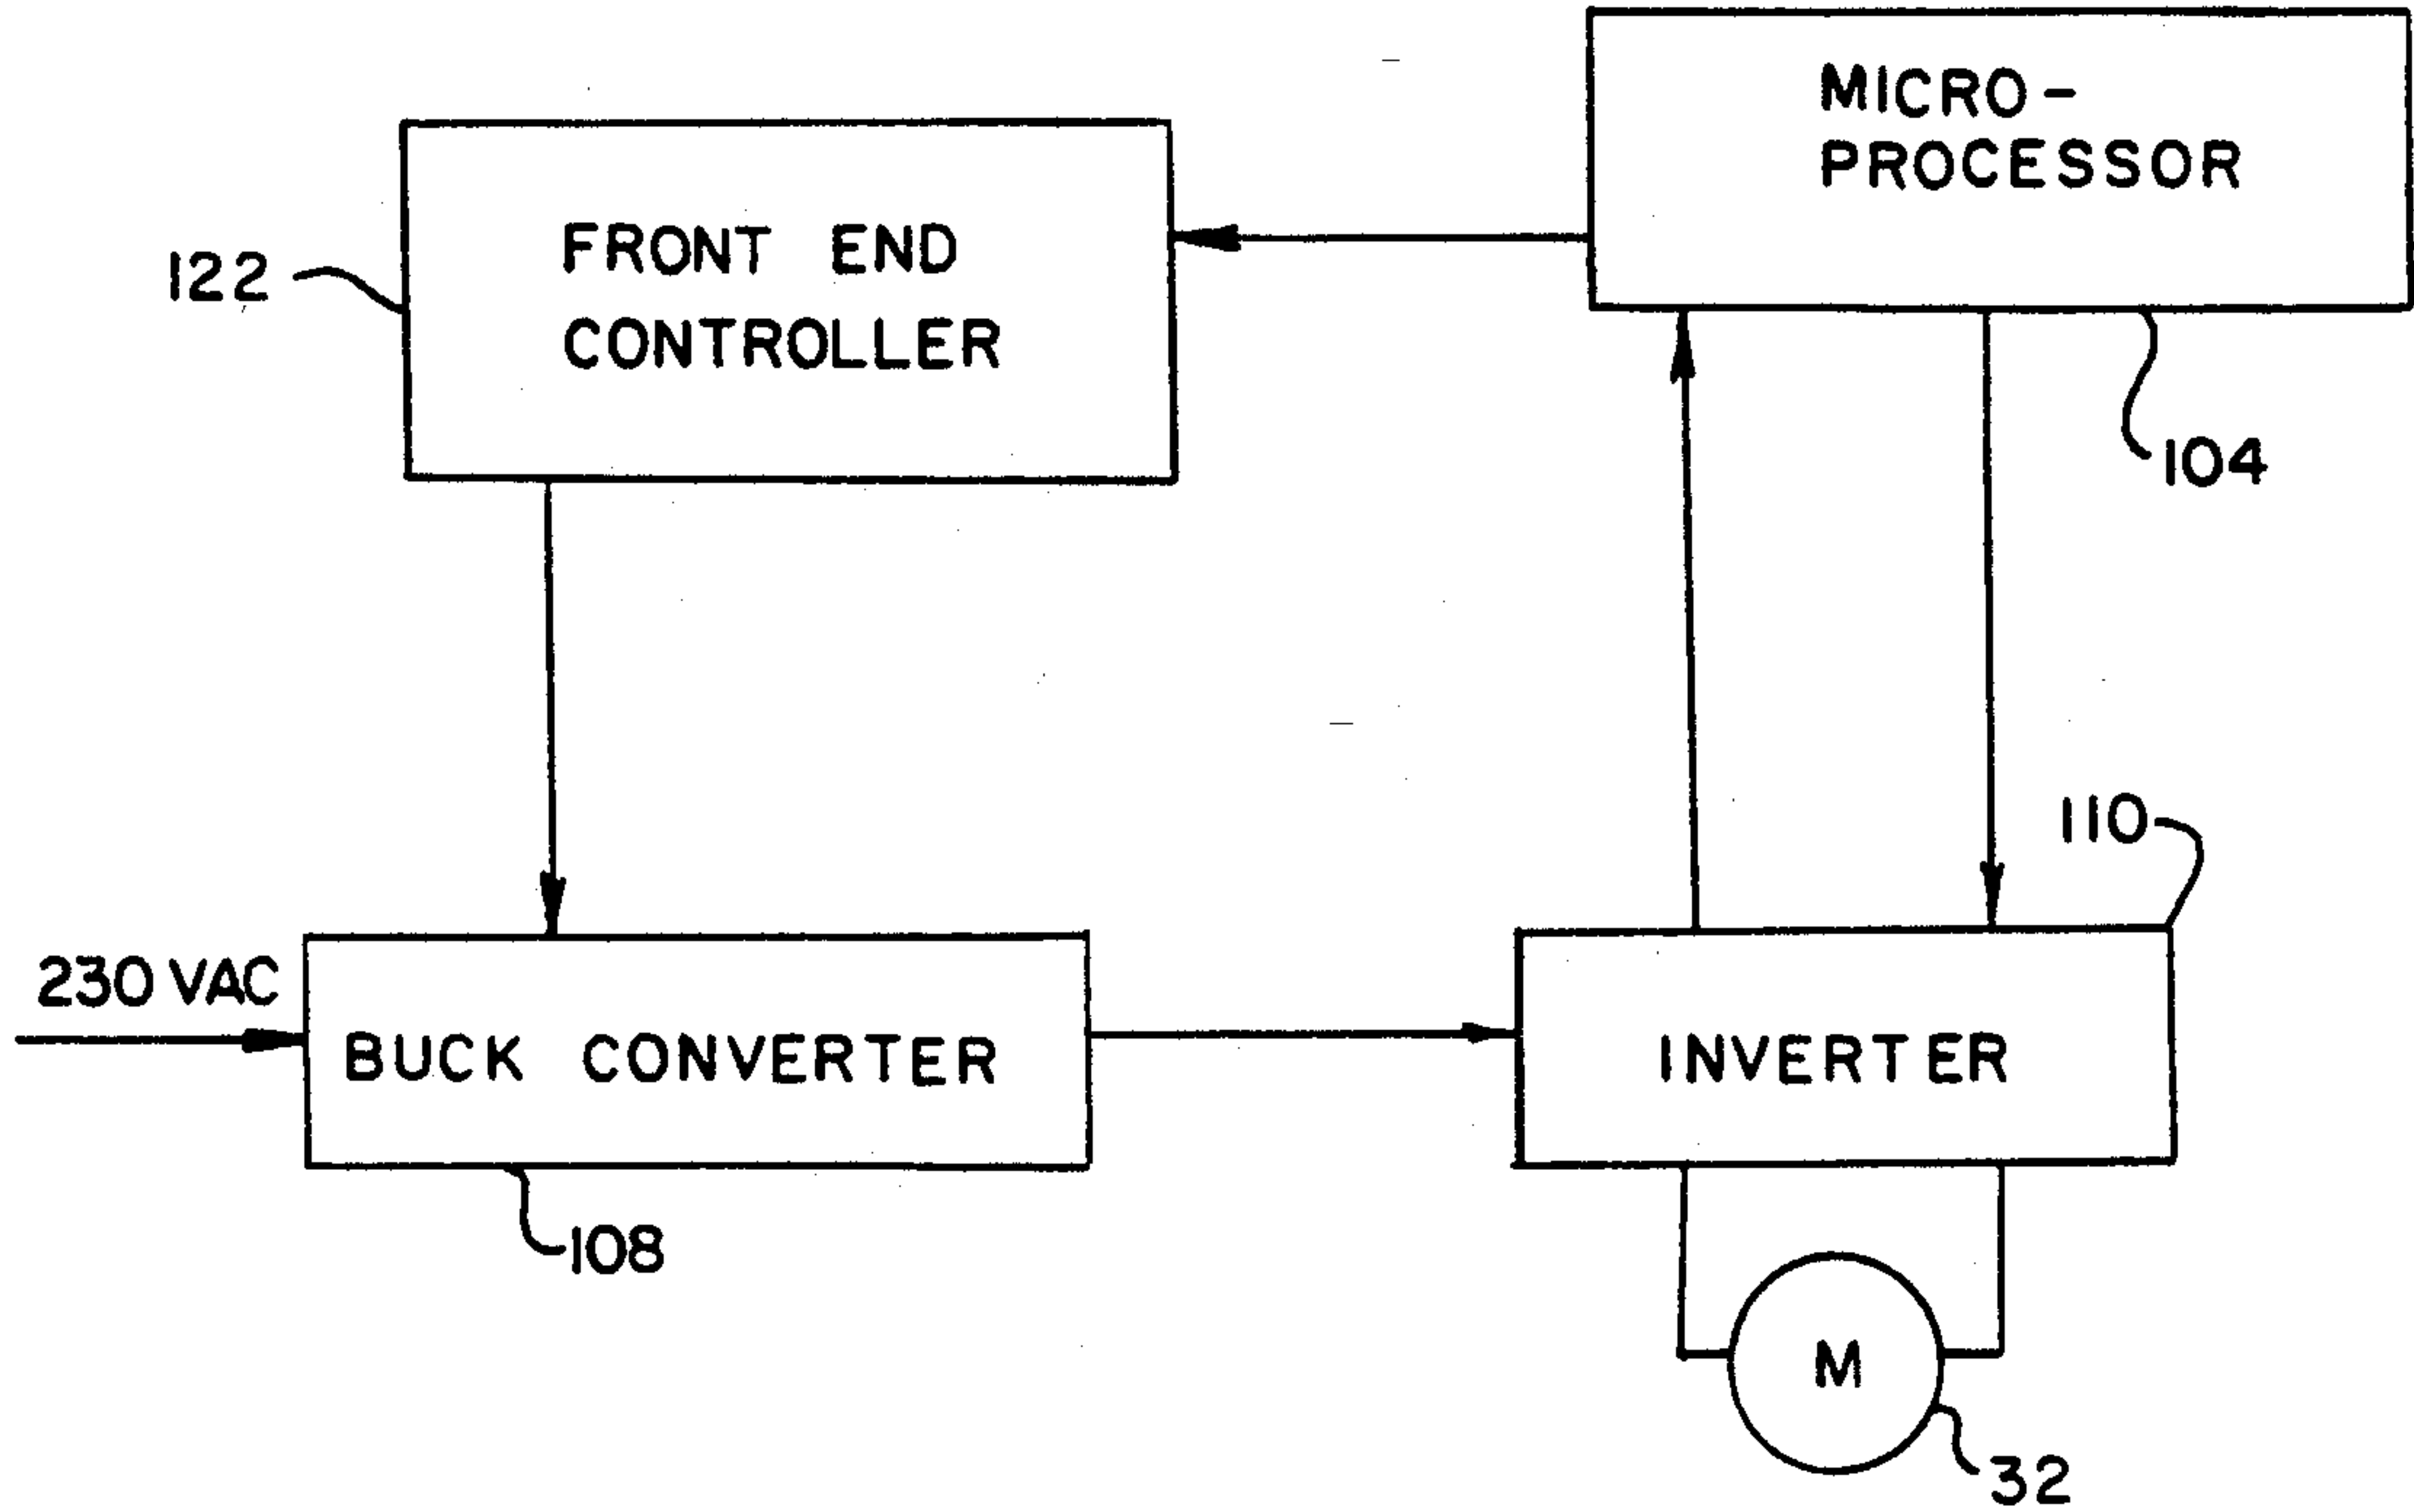 MICRO-
PROCESSOR
FRONT END
CONTROLLER
122
104
110
230 VAC
BUCK CONVERTER
INVERTER
108
M
32